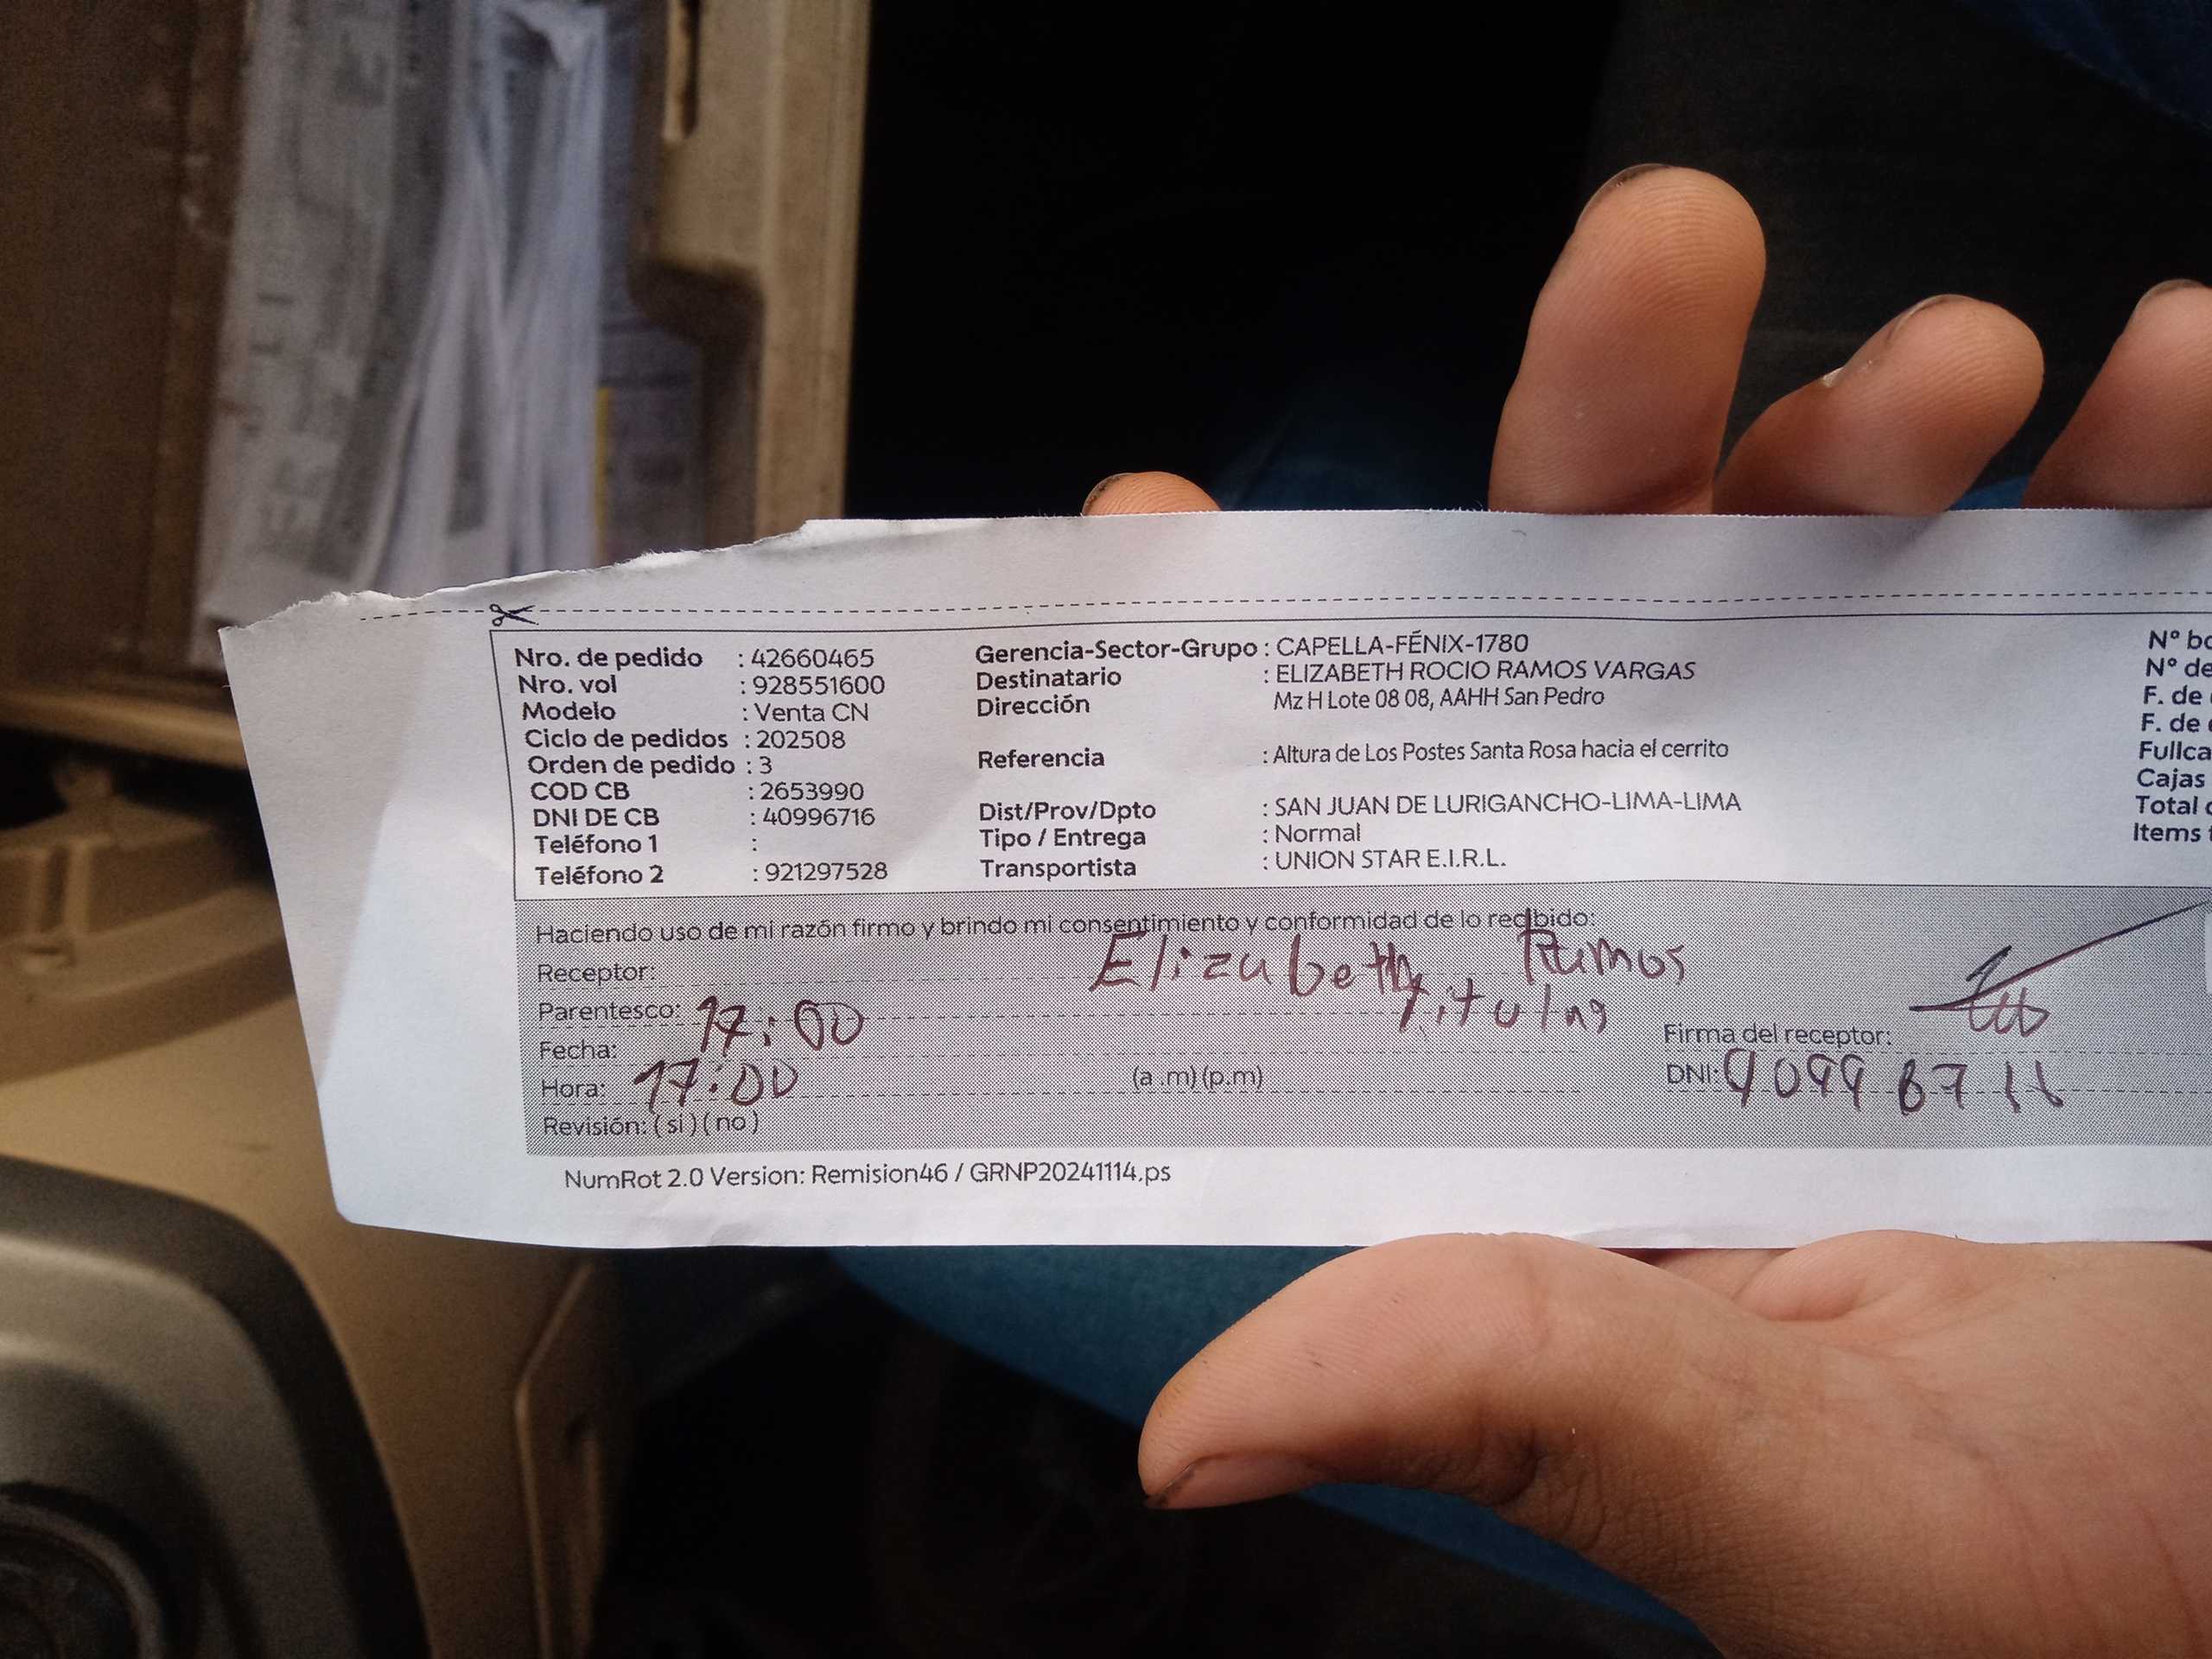 Nro. de pedido : 42660465
Nro. vol : 928551600
Modelo : Venta CN
Ciclo de pedidos : 202508
Orden de pedido : 3
COD CB : 2653990
DNI DE CB : 40996716
Teléfono 1 :
Teléfono 2 : 921297528
Gerencia-Sector-Grupo : CAPELLA-FÉNIX-1780
Destinatario : ELIZABETH ROCIO RAMOS VARGAS
Dirección Mz H Lote 08 08, AAHH San Pedro
Referencia : Altura de Los Postes Santa Rosa hacia el cerrito
Dist/Prov/Dpto : SAN JUAN DE LURIGANCHO-LIMA-LIMA
Tipo / Entrega : Normal
Transportista : UNION STAR E.I.R.L.
N° bo
N° de
F. de
F. de
Fullca
Cajas
Total
Items
Haciendo uso de mi razón firmo y brindo mi consentimiento y conformidad de lo recibido:
Receptor: Elizabeth Ramos
Parentesco: 17:00
Fecha:
Hora: 17:00 (a .m) (p.m)
Revisión: ( si ) ( no )
Firma del receptor:
DNI:
NumRot 2.0 Version: Remision46 / GRNP20241114.ps